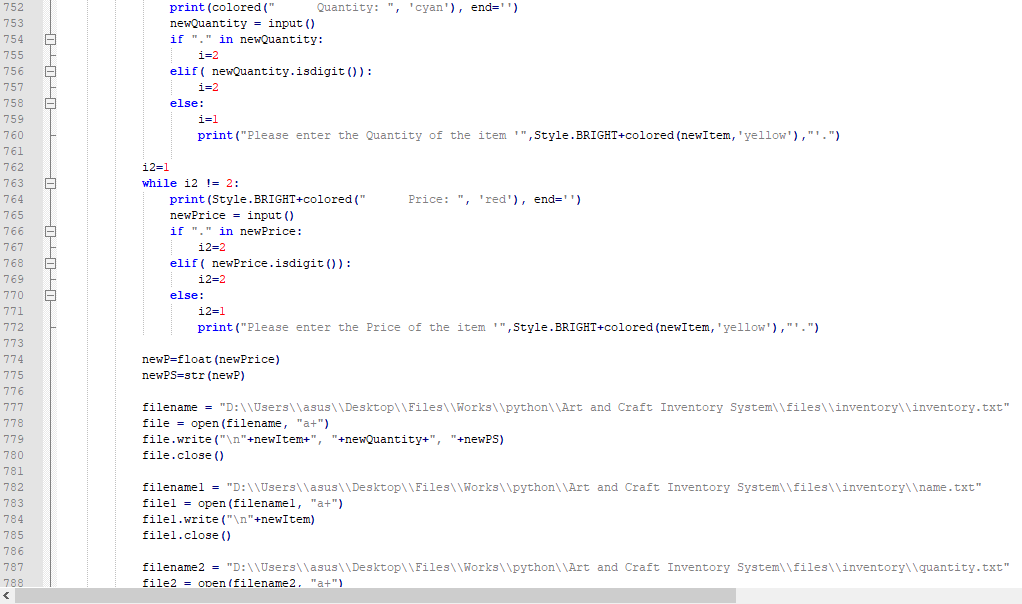 752 print(colored("      Quantity: ", 'cyan'), end='')
753 newQuantity = input()
754 if "." in newQuantity:
755 i=2
756 elif( newQuantity.isdigit()):
757 i=2
758 else:
759 i=1
760 print("Please enter the Quantity of the item '",Style.BRIGHT+colored(newItem,'yellow'),"'.")
761
762 i2=1
763 while i2 != 2:
764 print(Style.BRIGHT+colored("      Price: ", 'red'), end='')
765 newPrice = input()
766 if "." in newPrice:
767 i2=2
768 elif( newPrice.isdigit()):
769 i2=2
770 else:
771 i2=1
772 print("Please enter the Price of the item '",Style.BRIGHT+colored(newItem,'yellow'),"'.")
773
774 newP=float(newPrice)
775 newPS=str(newP)
776
777 filename = "D:\\Users\\asus\\Desktop\\Files\\Works\\python\\Art and Craft Inventory System\\files\\inventory\\inventory.txt"
778 file = open(filename, "a+")
779 file.write("\n"+newItem+", "+newQuantity+", "+newPS)
780 file.close()
781
782 filename1 = "D:\\Users\\asus\\Desktop\\Files\\Works\\python\\Art and Craft Inventory System\\files\\inventory\\name.txt"
783 file1 = open(filename1, "a+")
784 file1.write("\n"+newItem)
785 file1.close()
786
787 filename2 = "D:\\Users\\asus\\Desktop\\Files\\Works\\python\\Art and Craft Inventory System\\files\\inventory\\quantity.txt"
788 file2 = open(filename2, "a+")